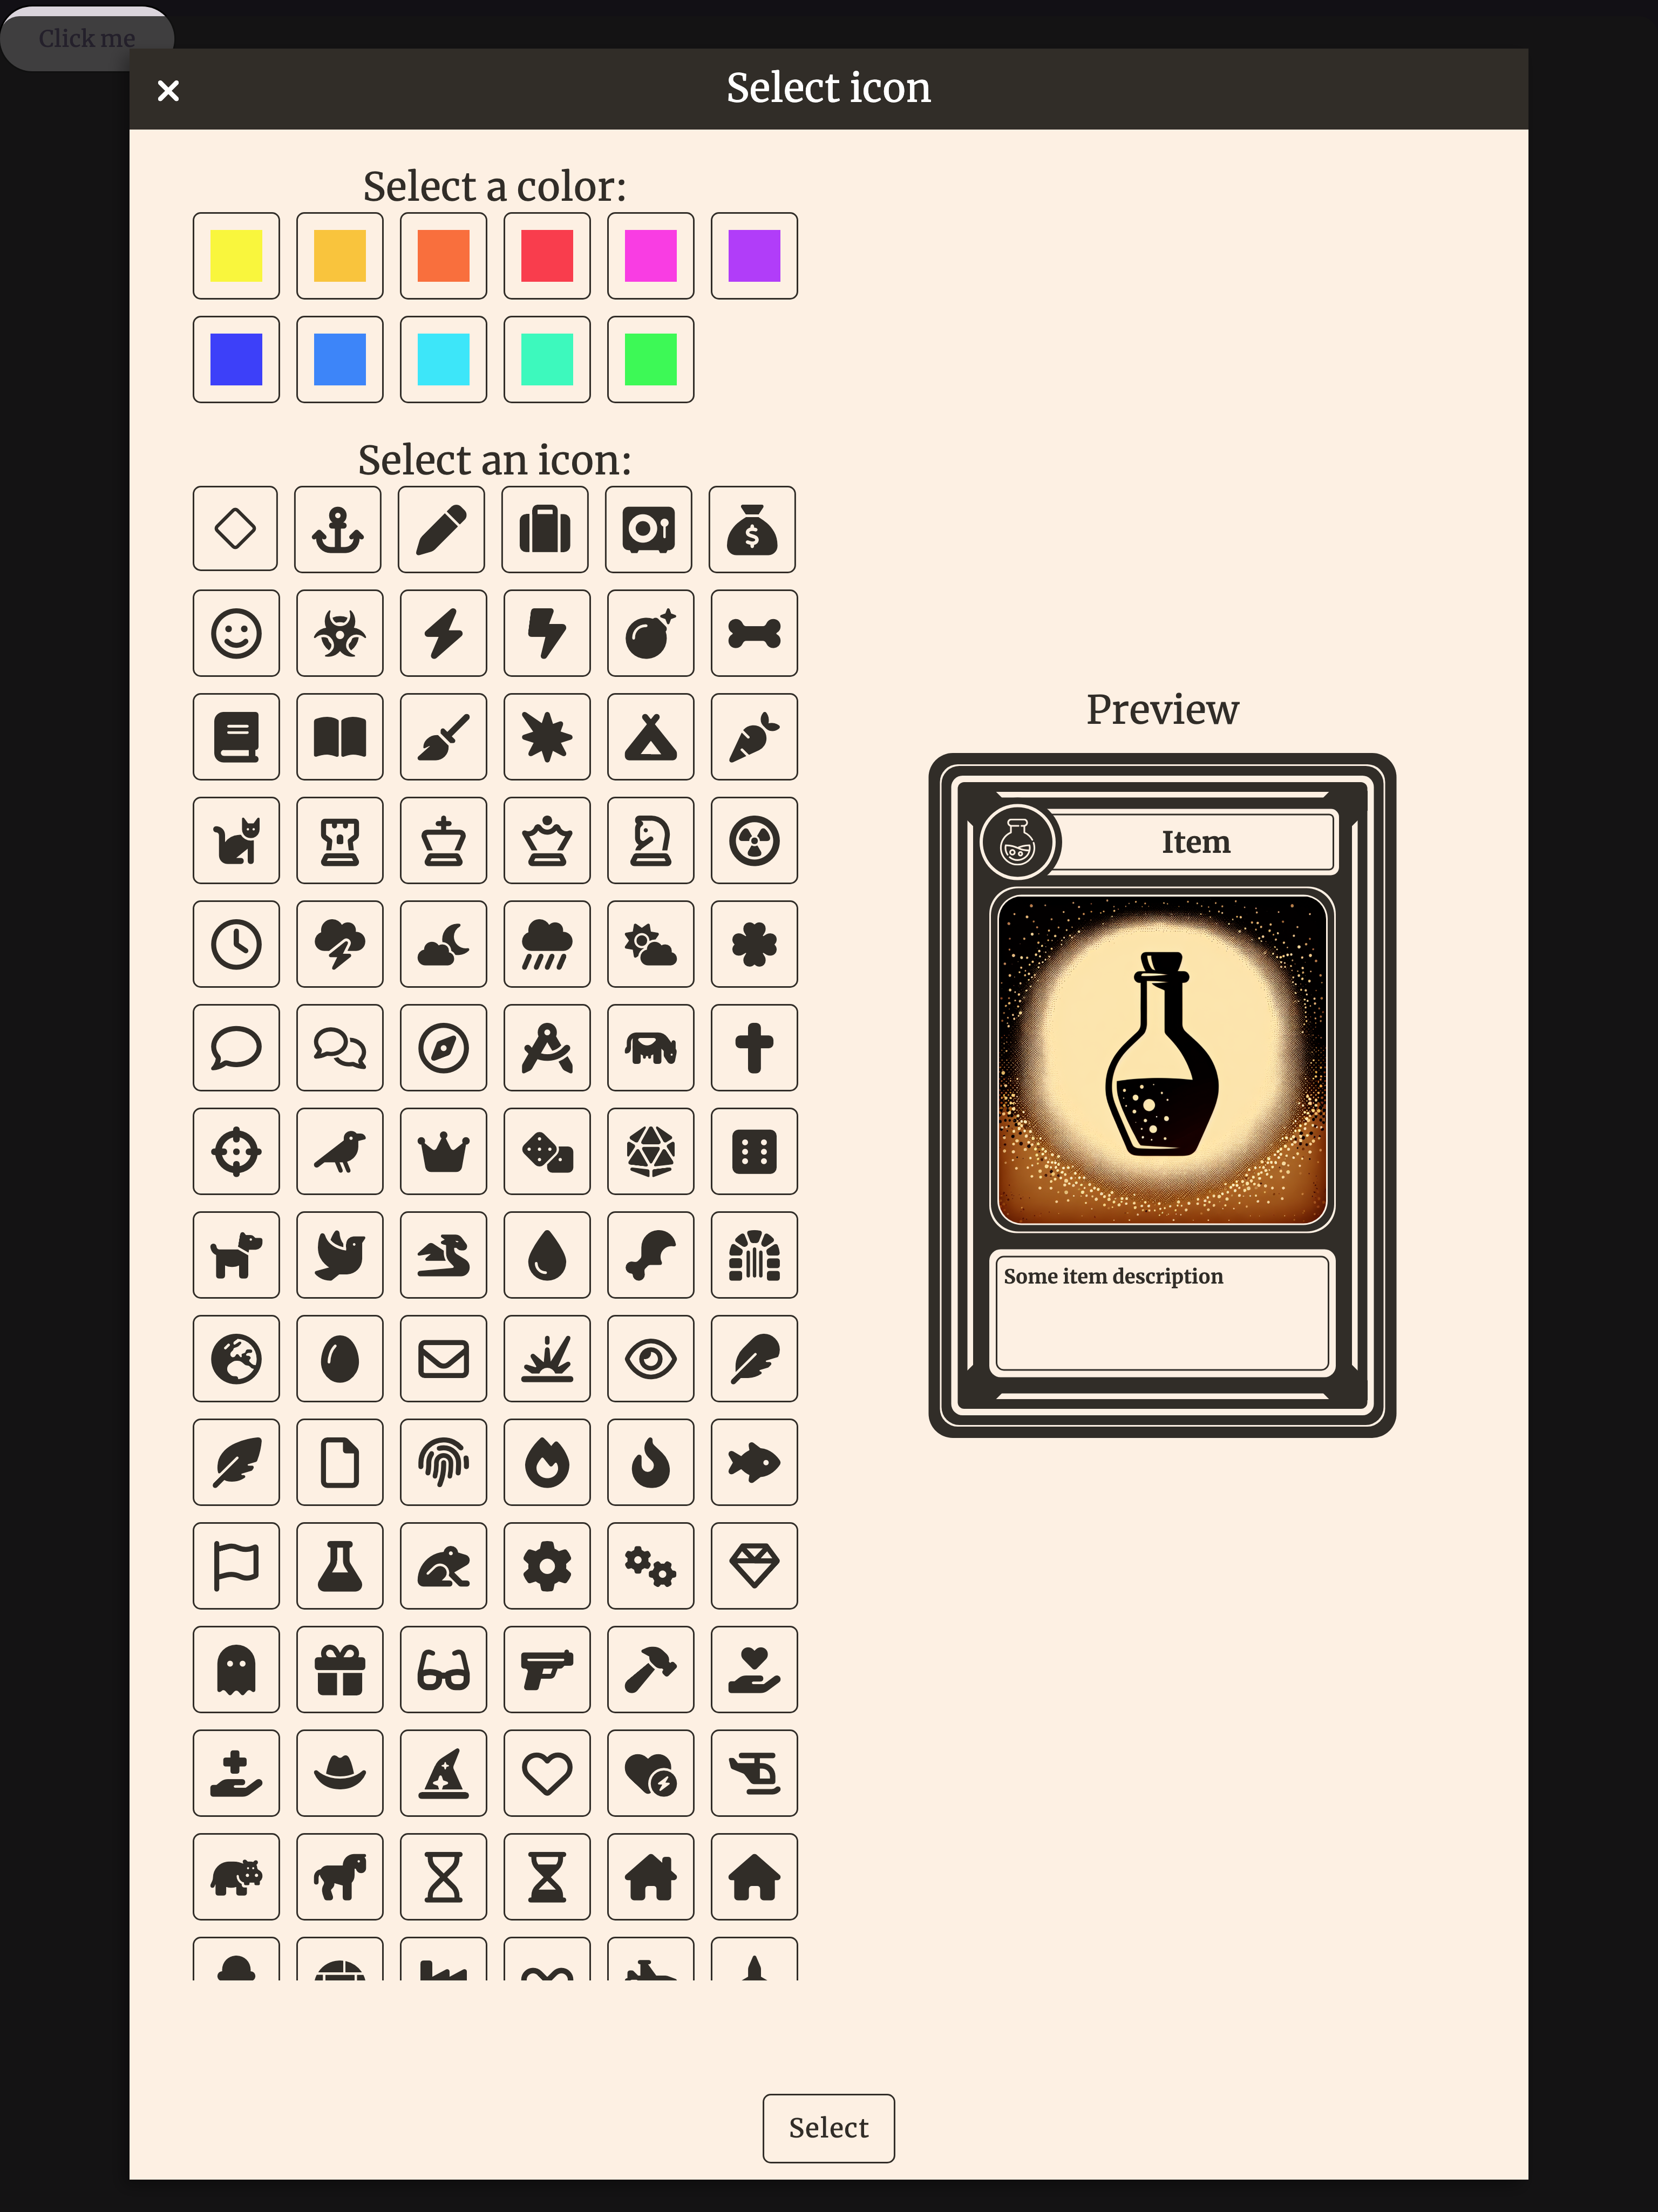 Click me
Select icon
Select a color:
Select an icon:
Preview
Item
Some item description
Select